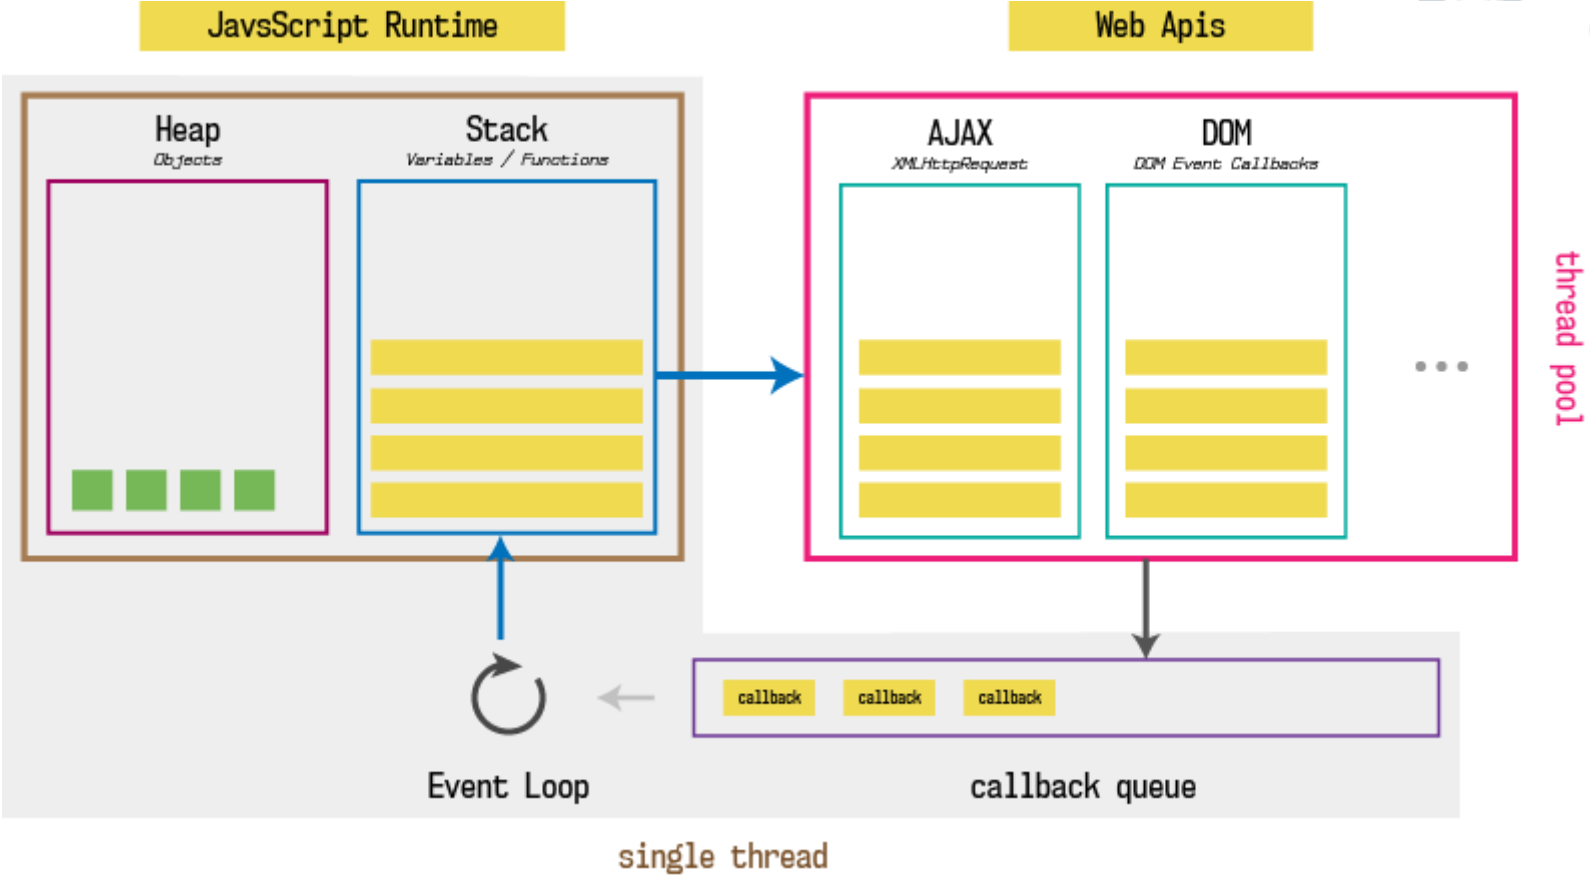 JavsScript Runtime
Web Apis
Heap
Objects
Stack
Variables / Functions
AJAX
XMLHttpRequest
DOM
DOM Event Callbacks
thread pool
callback
callback
callback
Event Loop
callback queue
single thread